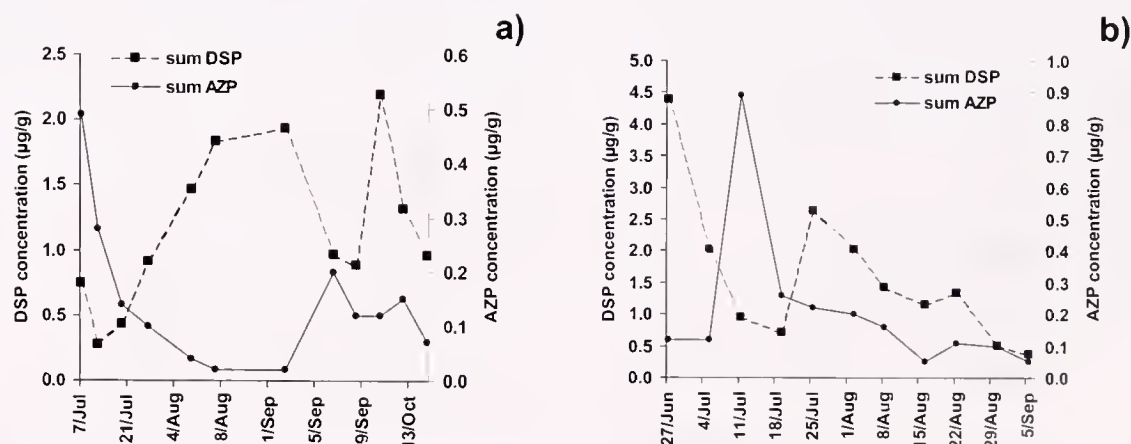 a)
sum DSP
sum AZP
DSP concentration (µg/g)
2.5
2.0
1.5
1.0
0.5
0.0
AZP concentration (µg/g)
0.6
0.5
0.4
0.3
0.2
0.1
0.0
7/Jul
21/Jul
4/Aug
8/Aug
1/Sep
5/Sep
9/Sep
13/Oct
b)
sum DSP
sum AZP
DSP concentration (µg/g)
5.0
4.5
4.0
3.5
3.0
2.5
2.0
1.5
1.0
0.5
0.0
AZP concentration (µg/g)
1.0
0.9
0.8
0.7
0.6
0.5
0.4
0.3
0.2
0.1
0.0
27/Jun
4/Jul
11/Jul
18/Jul
25/Jul
1/Aug
8/Aug
15/Aug
22/Aug
29/Aug
5/Sep